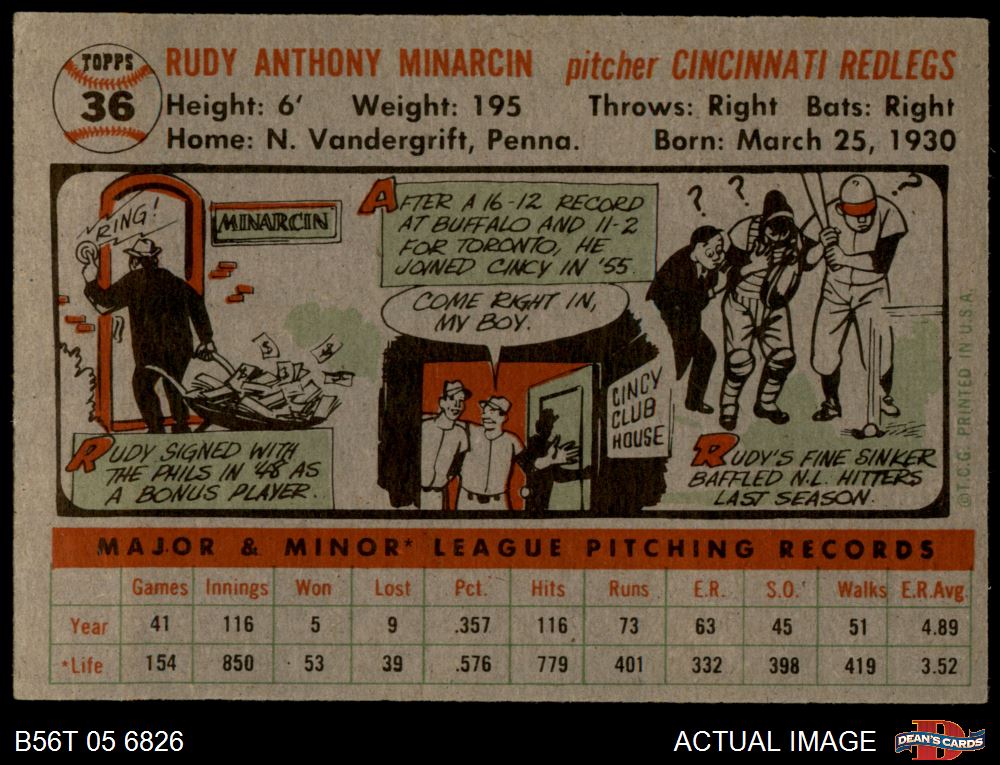 TOPPS
36
RUDY ANTHONY MINARCIN pitcher CINCINNATI REDLEGS
Height: 6' Weight: 195 Throws: Right Bats: Right
Home: N. Vandergrift, Penna. Born: March 25, 1930
RING!
MINARCIN
RUDY SIGNED WITH
THE PHILS IN '48 AS
A BONUS PLAYER.
AFTER A 16-12 RECORD
AT BUFFALO AND 11-2
FOR TORONTO, HE
JOINED CINCY IN '55.
COME RIGHT IN,
MY BOY.
CINCY
CLUB
HOUSE
? ? ?
RUDY'S FINE SINKER
BAFFLED N.L. HITTERS
LAST SEASON.
©T.C.G. PRINTED IN U.S.A.
MAJOR & MINOR* LEAGUE PITCHING RECORDS
Games Innings Won Lost Pct. Hits Runs E.R. S.O. Walks E.R.Avg.
Year 41 116 5 9 .357 116 73 63 45 51 4.89
*Life 154 850 53 39 .576 779 401 332 398 419 3.52
B56T 05 6826
ACTUAL IMAGE
D
DEAN'S CARDS